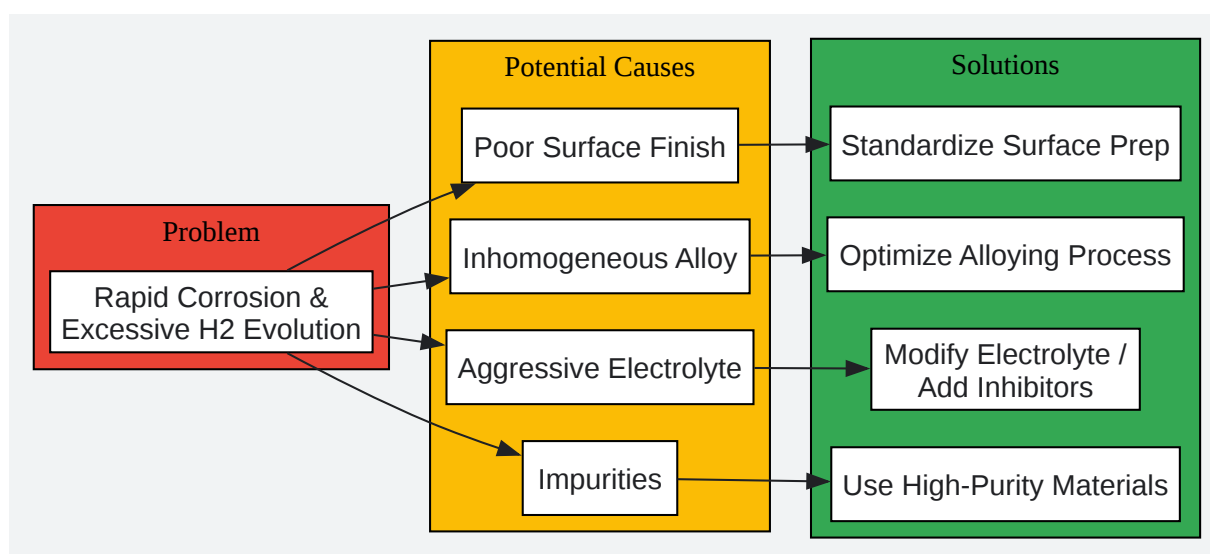 Problem
Rapid Corrosion &
Excessive H2 Evolution
Potential Causes
Poor Surface Finish
Inhomogeneous Alloy
Aggressive Electrolyte
Impurities
Solutions
Standardize Surface Prep
Optimize Alloying Process
Modify Electrolyte /
Add Inhibitors
Use High-Purity Materials